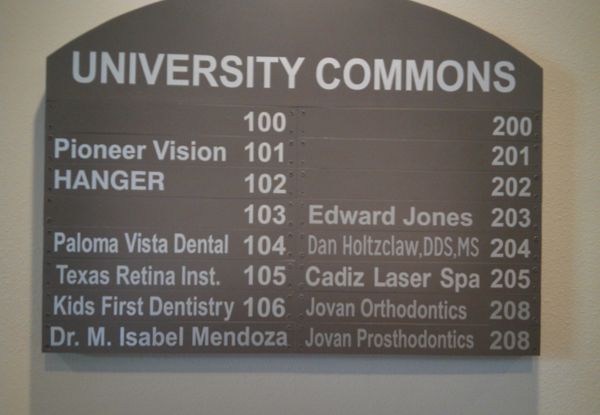 UNIVERSITY COMMONS
100
Pioneer Vision 101
HANGER 102
103
Paloma Vista Dental 104
Texas Retina Inst. 105
Kids First Dentistry 106
Dr. M. Isabel Mendoza
200
201
202
Edward Jones 203
Dan Holtzclaw,DDS,MS 204
Cadiz Laser Spa 205
Jovan Orthodontics 208
Jovan Prosthodontics 208